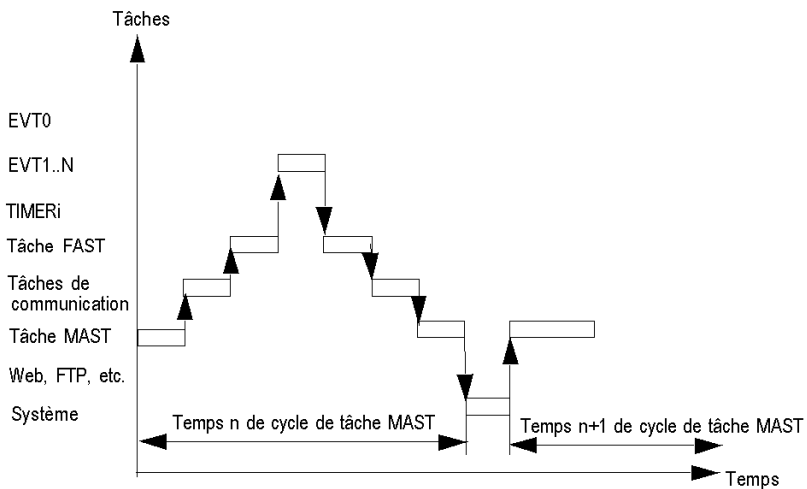 Tâches
EVT0
EVT1..N
TIMERi
Tâche FAST
Tâches de
communication
Tâche MAST
Web, FTP, etc.
Système
Temps n de cycle de tâche MAST
Temps n+1 de cycle de tâche MAST
Temps